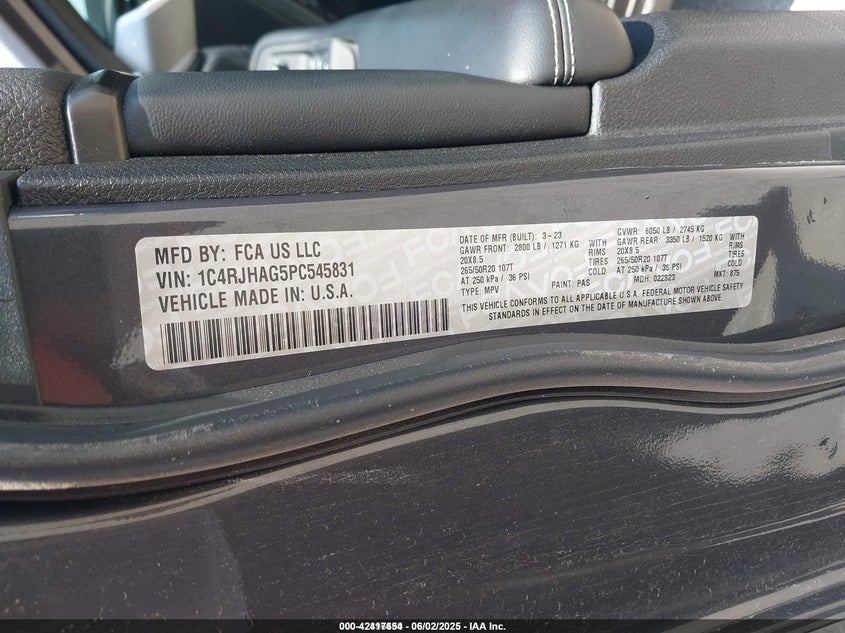 MFD BY: FCA US LLC
VIN: 1C4RJHAG5PC545831
VEHICLE MADE IN: U.S.A.
DATE OF MFR (BUILT): 3-23 GVWR: 6050 LB / 2745 KG
GAWR FRONT: 2800 LB / 1271 KG WITH GAWR REAR: 3350 LB / 1520 KG WITH
20X8.5 RIMS 20X8.5 RIMS
265/50R20 107T TIRES 265/50R20 107T TIRES
AT 250 kPa / 36 PSI COLD AT 250 kPa / 36 PSI COLD
TYPE: MPV PAINT: PAS MDH: 022923 MKT: 875
THIS VEHICLE CONFORMS TO ALL APPLICABLE U.S.A. FEDERAL MOTOR VEHICLE SAFETY
STANDARDS IN EFFECT ON THE DATE OF MANUFACTURE SHOWN ABOVE.
06/02/2025 - IAA Inc.